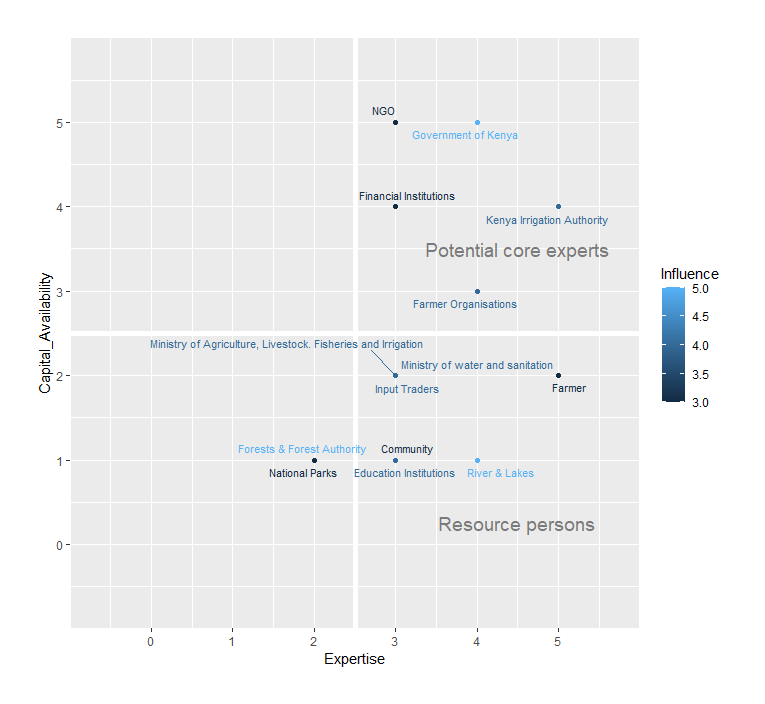 NGO
Government of Kenya
5
Financial Institutions
4
Kenya Irrigation Authority
Potential core experts
Influence
5.0
4.5
4.0
3.5
3.0
3
Farmer Organisations
Capital_Availability
Ministry of Agriculture, Livestock. Fisheries and Irrigation
Ministry of water and sanitation
2
Input Traders
Farmer
Forests & Forest Authority
Community
1
National Parks
Education Institutions
River & Lakes
Resource persons
0
0
1
2
3
4
5
Expertise